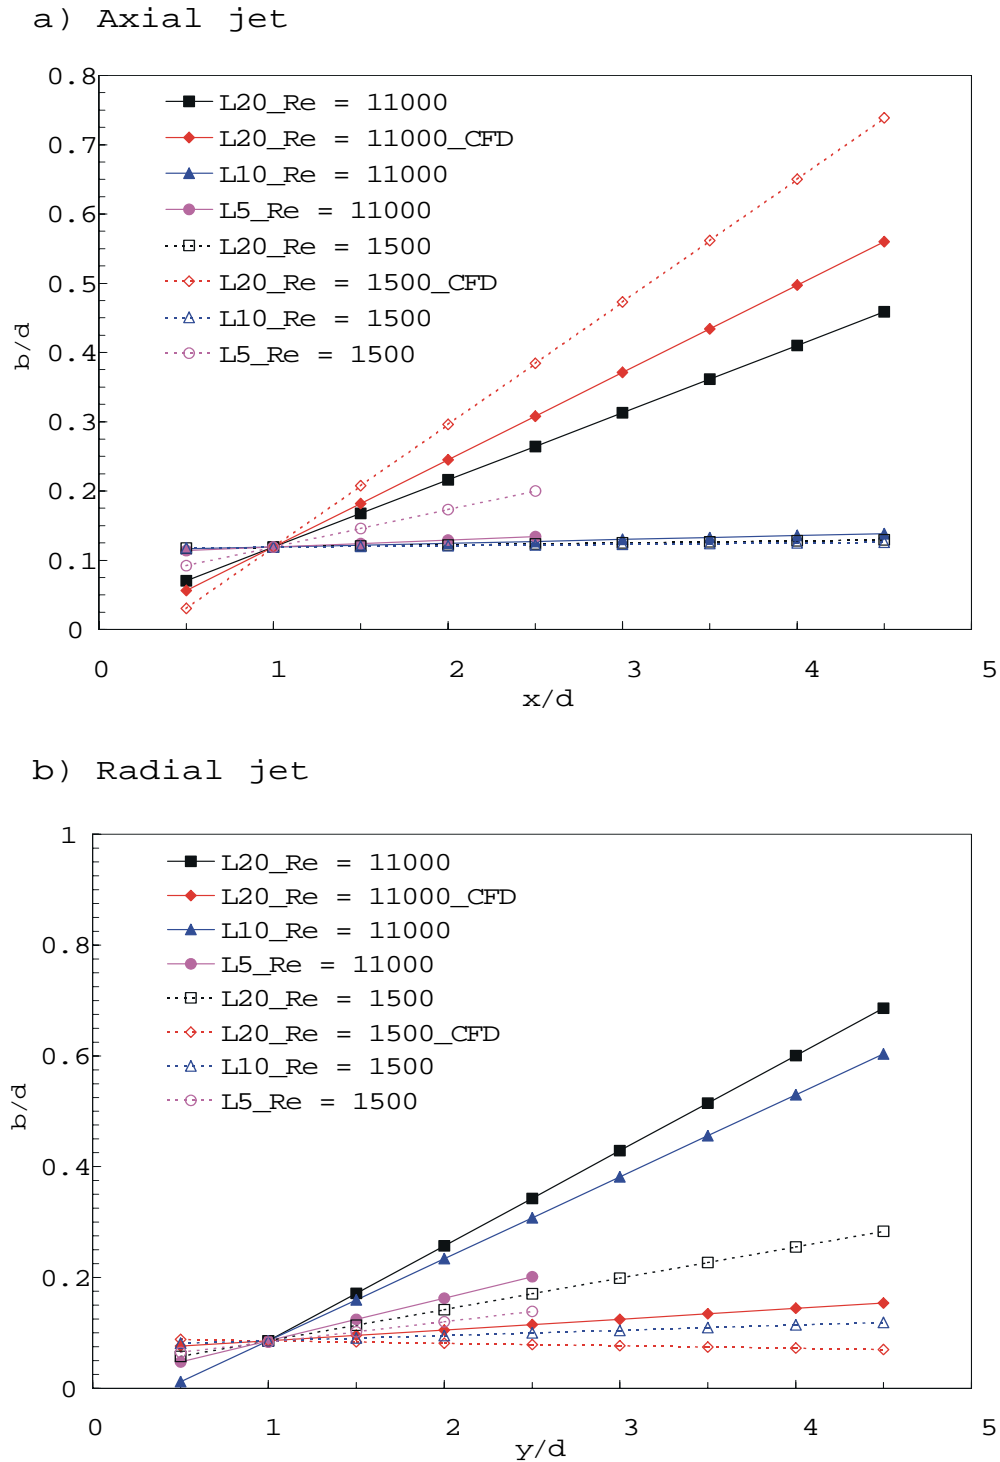 a) Axial jet
0.8
0.7
0.6
0.5
0.4
0.3
0.2
0.1
0
b/d
L20_Re = 11000
L20_Re = 11000_CFD
L10_Re = 11000
L5_Re = 11000
L20_Re = 1500
L20_Re = 1500_CFD
L10_Re = 1500
L5_Re = 1500
0 1 2 3 4 5
x/d
b) Radial jet
1
0.8
0.6
0.4
0.2
0
b/d
L20_Re = 11000
L20_Re = 11000_CFD
L10_Re = 11000
L5_Re = 11000
L20_Re = 1500
L20_Re = 1500_CFD
L10_Re = 1500
L5_Re = 1500
0 1 2 3 4 5
y/d